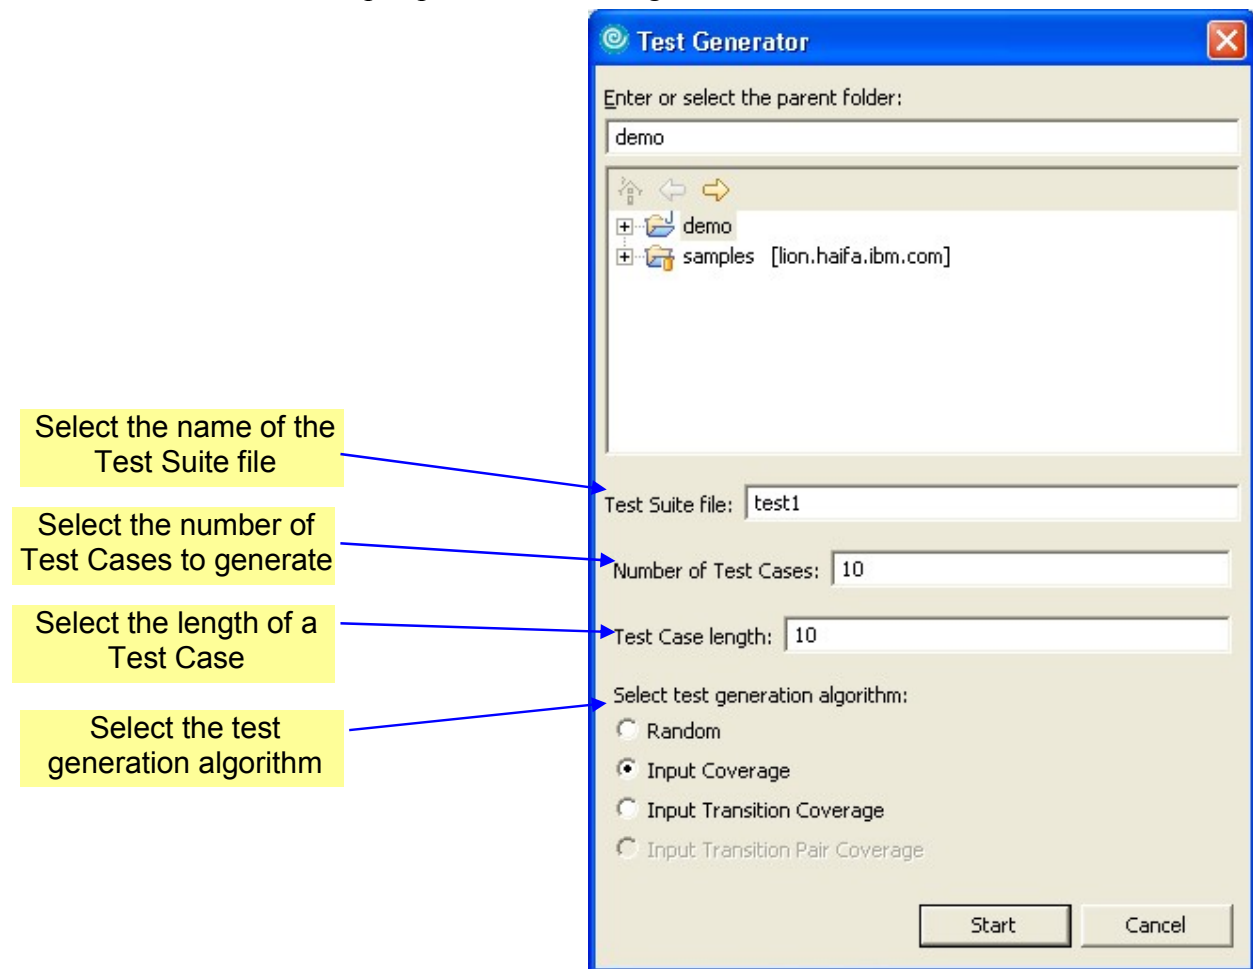 Test Generator
Enter or select the parent folder:
demo
demo
samples [lion.haifa.ibm.com]
Select the name of the
Test Suite file
Test Suite file: test1
Select the number of
Test Cases to generate
Number of Test Cases: 10
Select the length of a
Test Case
Test Case length: 10
Select the test
generation algorithm
Select test generation algorithm:
Random
Input Coverage
Input Transition Coverage
Input Transition Pair Coverage
Start Cancel